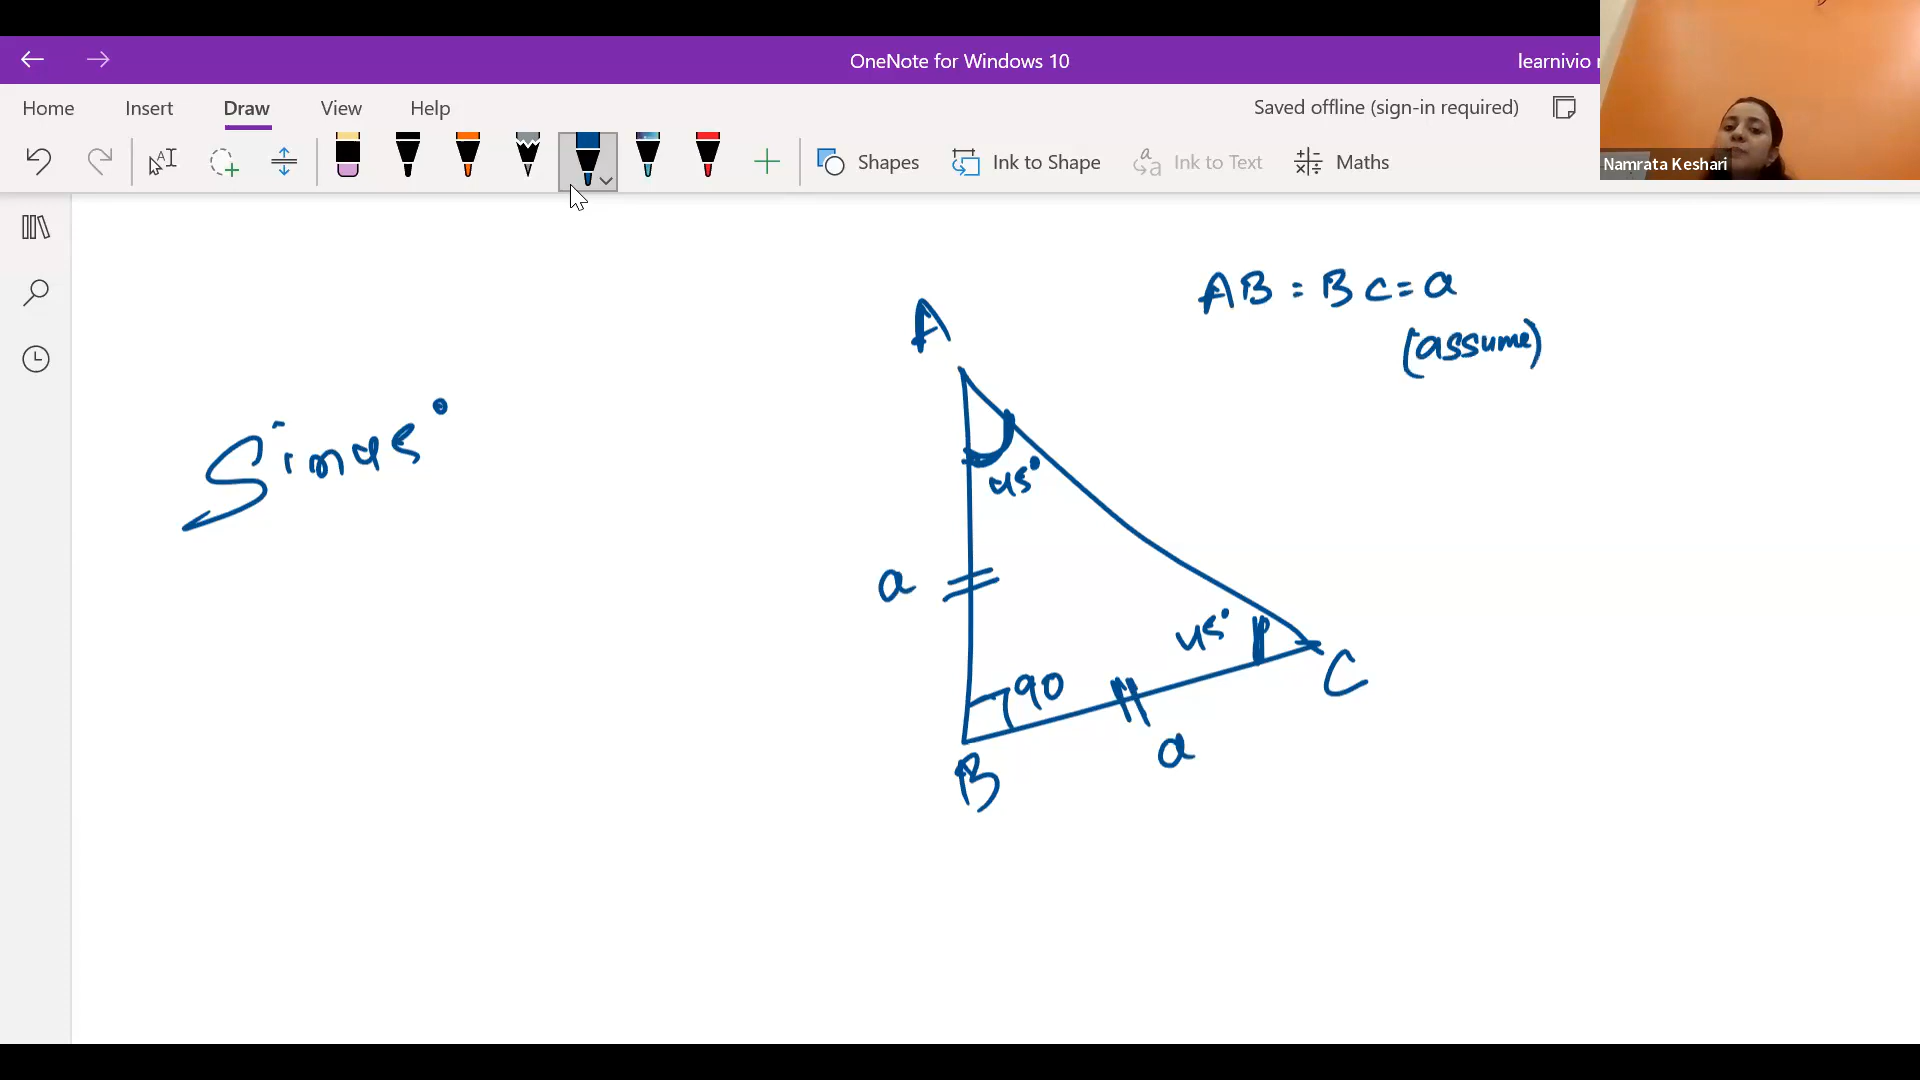 OneNote for Windows 10
learnivio
Home Insert Draw View Help
Saved offline (sign-in required)
Shapes Ink to Shape Ink to Text Maths
Namrata Keshari
AB = BC = a
(assume)
A
Sin45°
45°
a
45°
90
C
a
B